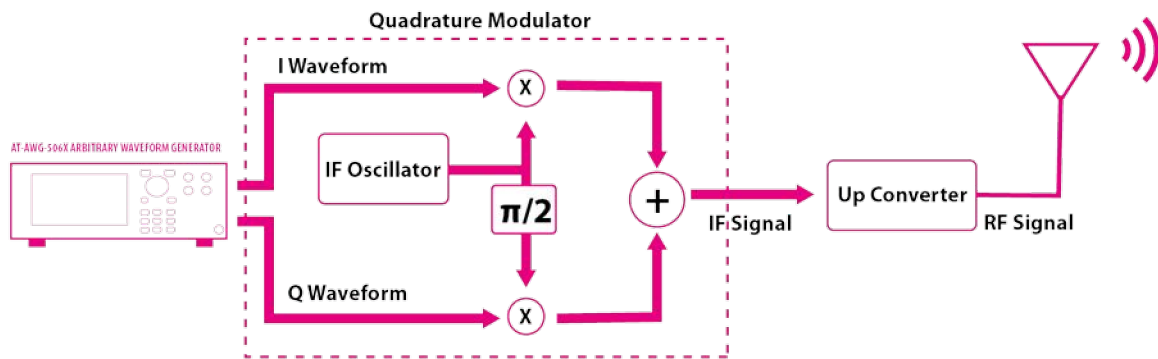 Quadrature Modulator
I Waveform
X
AT-AWG-506X ARBITRARY WAVEFORM GENERATOR
IF Oscillator
π/2
+
IF Signal
Up Converter
RF Signal
Q Waveform
X